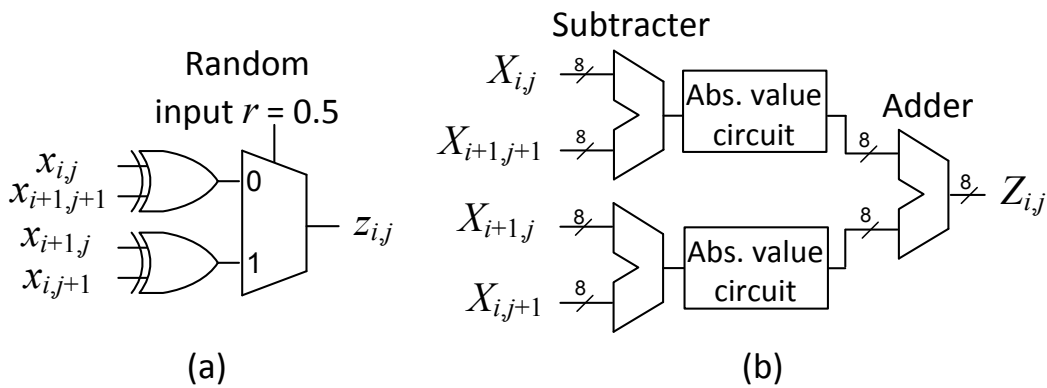 Random
input r = 0.5
x_{i,j}
x_{i+1,j+1}
x_{i+1,j}
x_{i,j+1}
0
1
z_{i,j}
(a)
Subtracter
X_{i,j}
8
X_{i+1,j+1}
8
Abs. value
circuit
8
X_{i+1,j}
8
X_{i,j+1}
8
Abs. value
circuit
8
Adder
8
Z_{i,j}
(b)